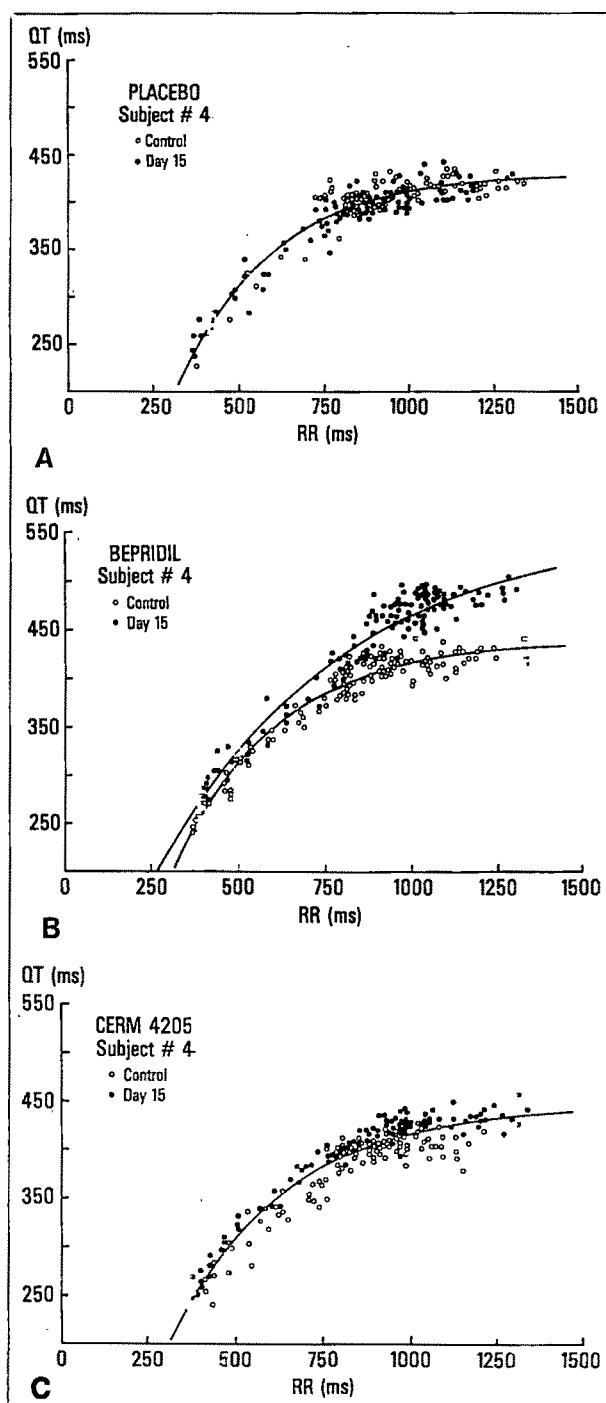 QT (ms)
550
450
350
250
PLACEBO
Subject # 4
○ Control
● Day 15
0 250 500 750 1000 1250 1500
RR (ms)
A
QT (ms)
550
450
350
250
BEPRIDIL
Subject # 4
○ Control
● Day 15
0 250 500 750 1000 1250 1500
RR (ms)
B
QT (ms)
550
450
350
250
CERM 4205
Subject # 4
○ Control
● Day 15
0 250 500 750 1000 1250 1500
RR (ms)
C